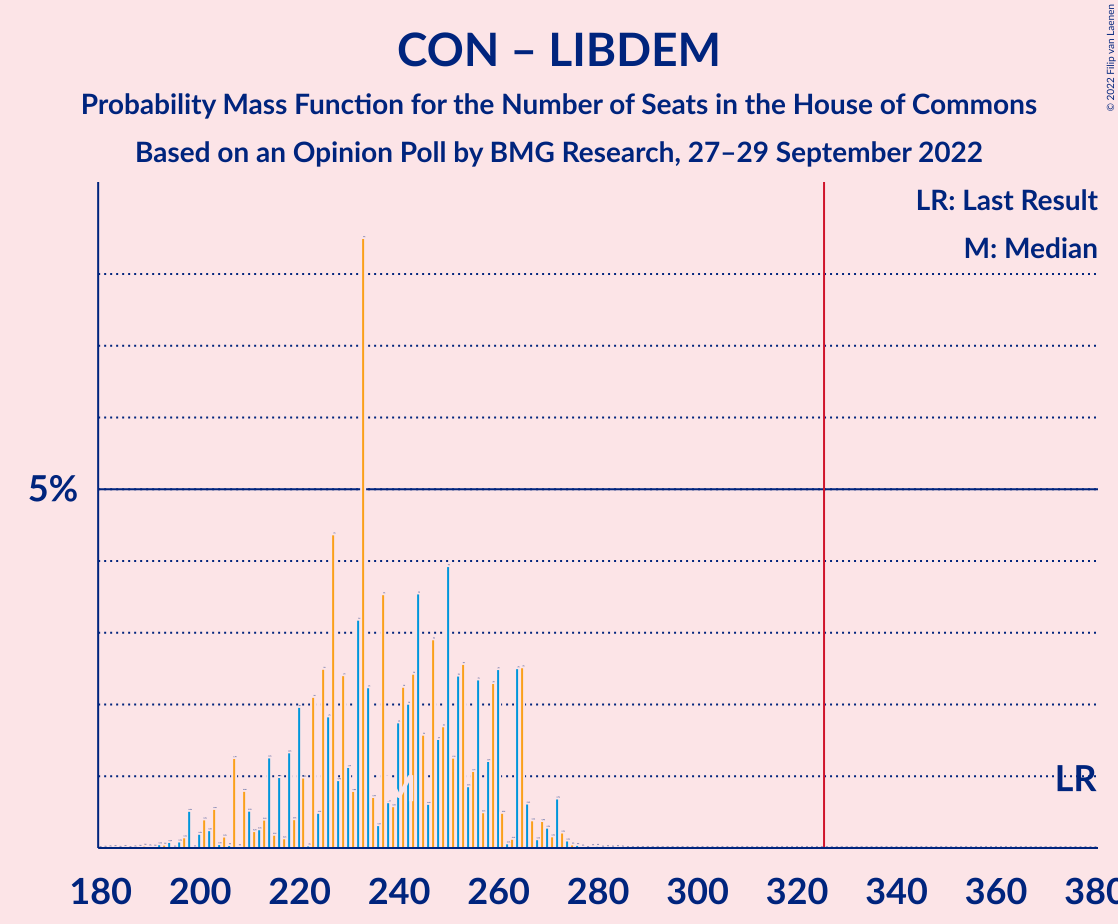 CON – LIBDEM
Probability Mass Function for the Number of Seats in the House of Commons
Based on an Opinion Poll by BMG Research, 27–29 September 2022
© 2022 Filip van Laenen
LR: Last Result
M: Median
5%
M
LR
180 200 220 240 260 280 300 320 340 360 380